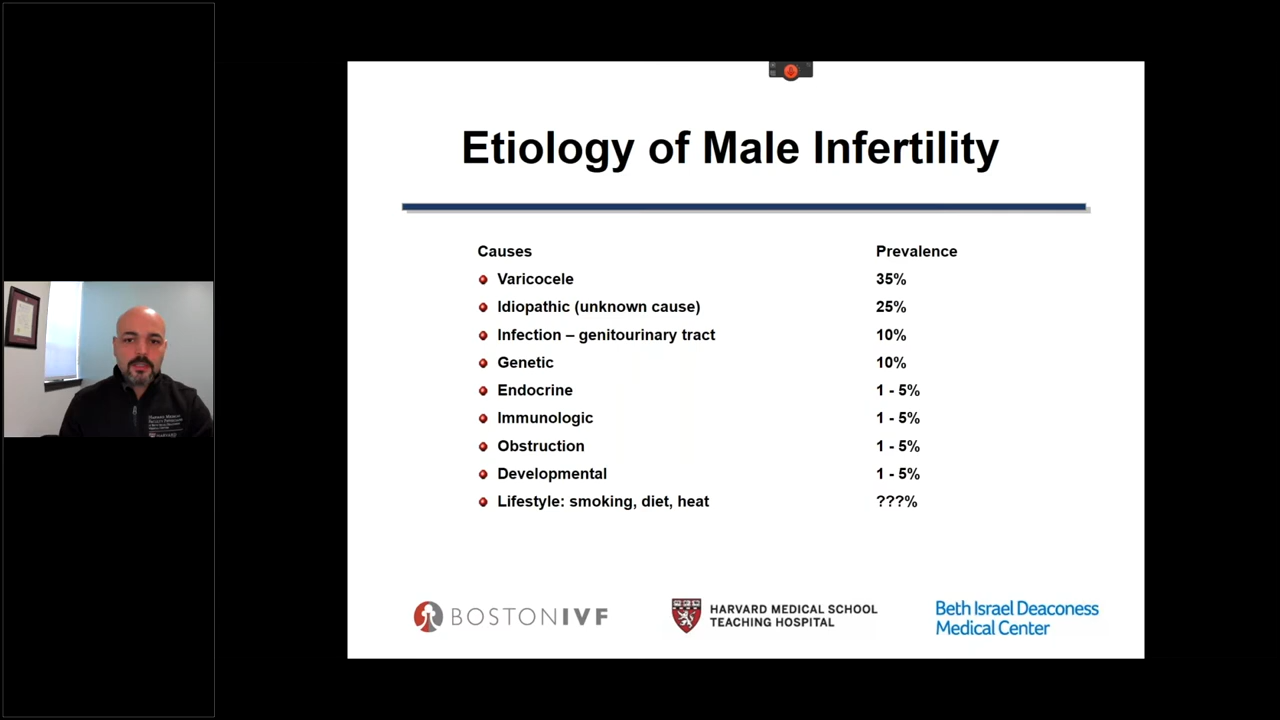 Etiology of Male Infertility
Causes Prevalence
Varicocele 35%
Idiopathic (unknown cause) 25%
Infection – genitourinary tract 10%
Genetic 10%
Endocrine 1 - 5%
Immunologic 1 - 5%
Obstruction 1 - 5%
Developmental 1 - 5%
Lifestyle: smoking, diet, heat ???%
BOSTONIVF
HARVARD MEDICAL SCHOOL
TEACHING HOSPITAL
Beth Israel Deaconess
Medical Center